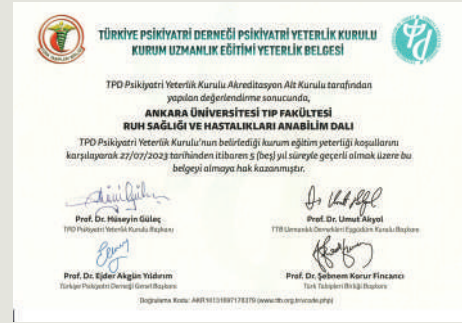 TÜRKİYE PSİKİYATRİ DERNEĞİ PSİKİYATRİ YETERLİK KURULU
KURUM UZMANLIK EĞİTİMİ YETERLİK BELGESİ
TPD Psikiyatri Yeterlik Kurulu Akreditasyon Alt Kurulu tarafından
yapılan değerlendirme sonucunda,
ANKARA ÜNİVERSİTESİ TIP FAKÜLTESİ
RUH SAĞLIĞI VE HASTALIKLARI ANABİLİM DALI
TPD Psikiyatri Yeterlik Kurulu'nun belirlediği kurum eğitim yeterliği koşullarını
karşılayarak 27/07/2023 tarihinden itibaren 5 (beş) yıl süreyle geçerli olmak üzere bu
belgeyi almaya hak kazanmıştır.
Prof. Dr. Hüseyin Güleç
TPD Psikiyatri Yeterlik Kurulu Başkanı
Prof. Dr. Umut Akyol
TTB Uzmanlık Dernekleri Eşgüdüm Kurulu Başkanı
Prof. Dr. Ejder Akgün Yıldırım
Türkiye Psikiyatri Derneği Genel Başkanı
Prof. Dr. Şebnem Korur Fincancı
Türk Tabipleri Birliği Başkanı
Doğrulama Kodu: